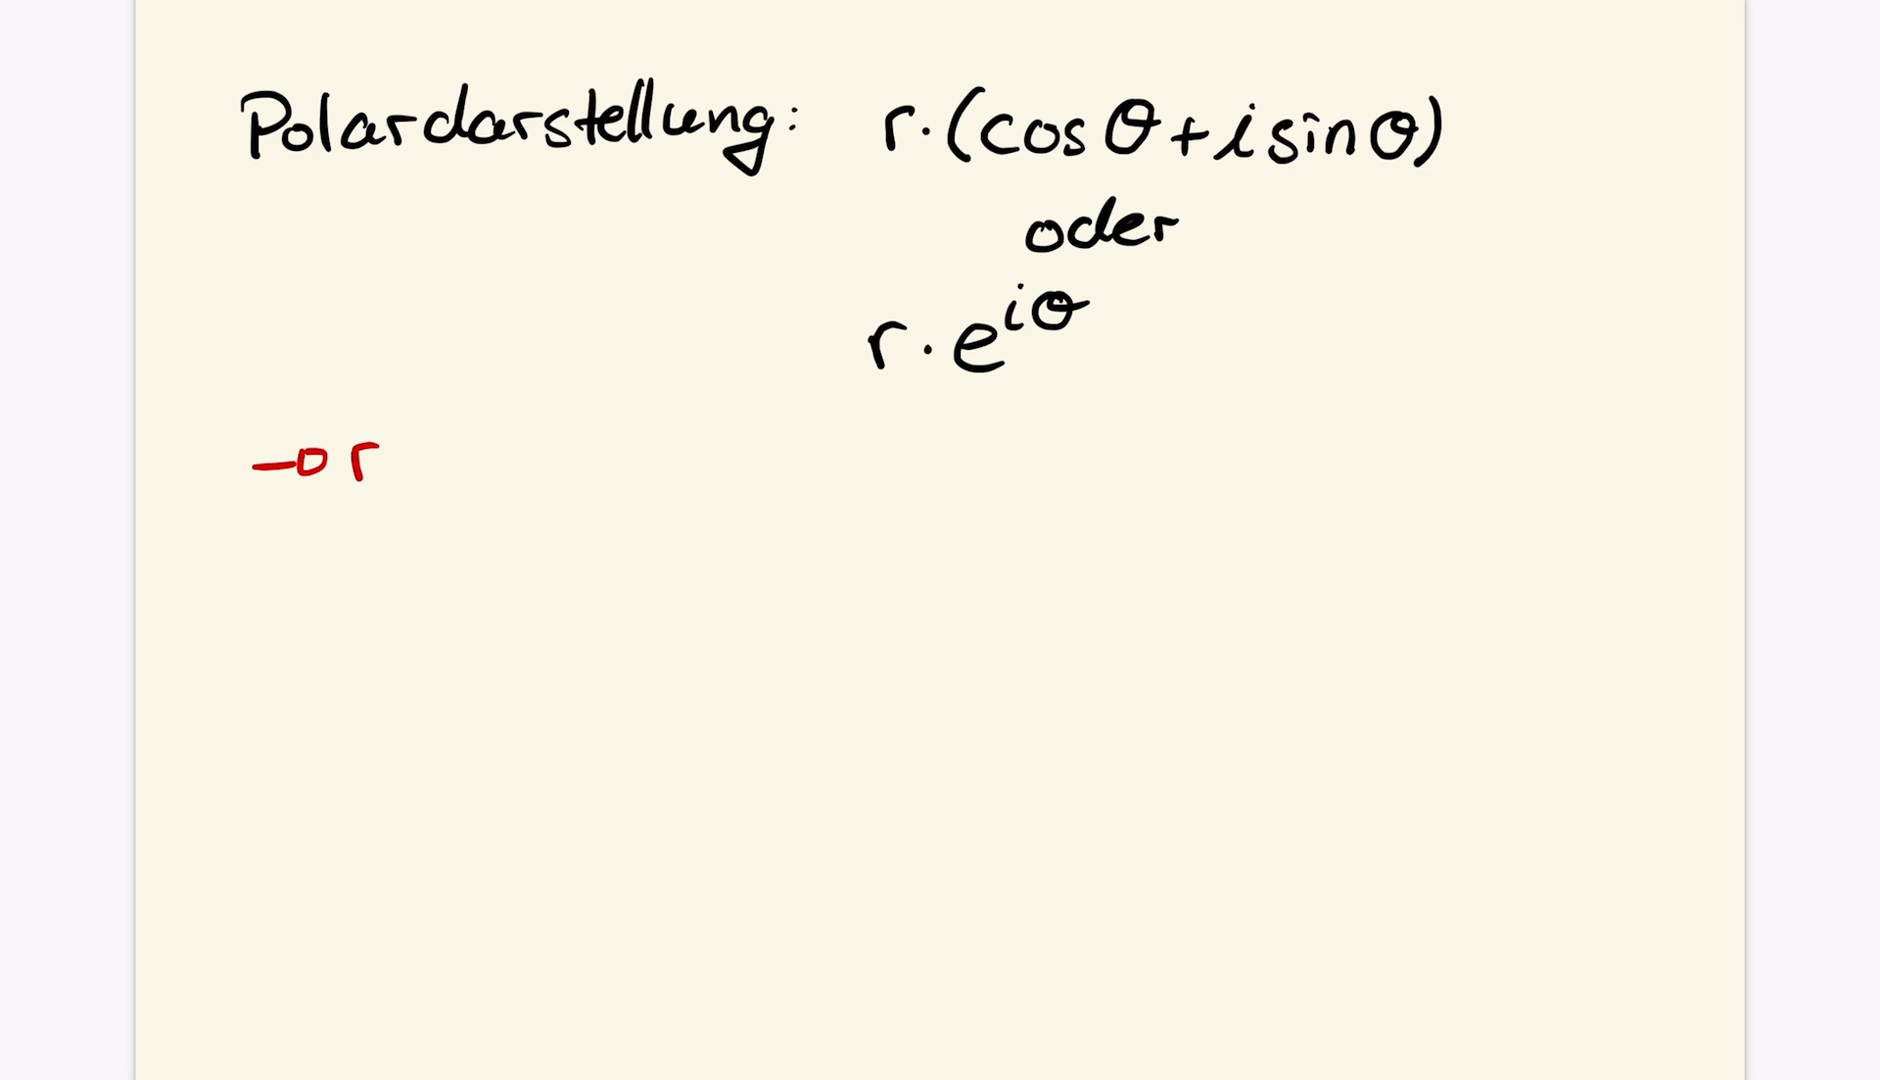 Polardarstellung: r·(cos θ + i sin θ)
oder
r·e^{iθ}
→ r